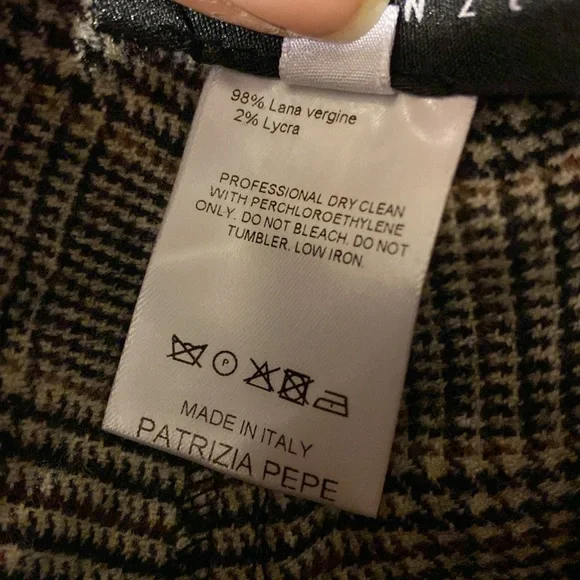 98% Lana vergine
2% Lycra
PROFESSIONAL DRY CLEAN
WITH PERCHLOROETHYLENE
ONLY. DO NOT BLEACH. DO NOT
TUMBLER. LOW IRON.
P
MADE IN ITALY
PATRIZIA PEPE